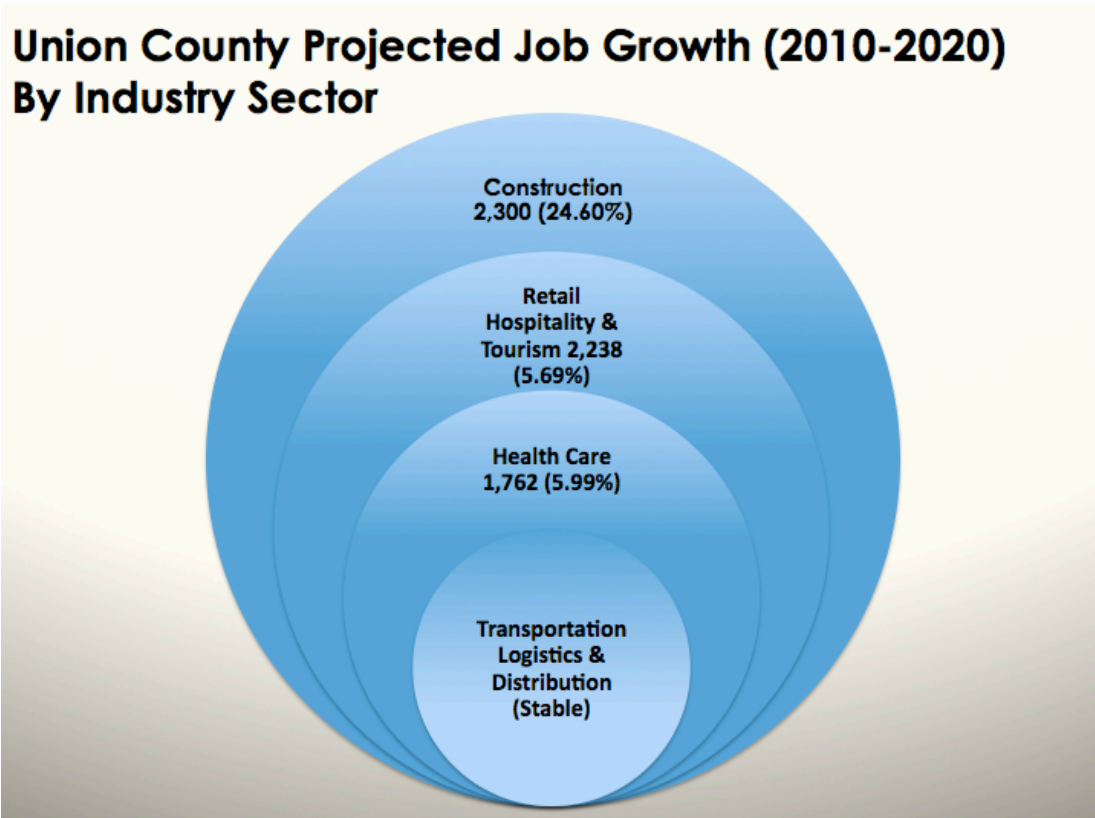 Union County Projected Job Growth (2010-2020)
By Industry Sector
Construction
2,300 (24.60%)
Retail
Hospitality &
Tourism 2,238
(5.69%)
Health Care
1,762 (5.99%)
Transportation
Logistics &
Distribution
(Stable)